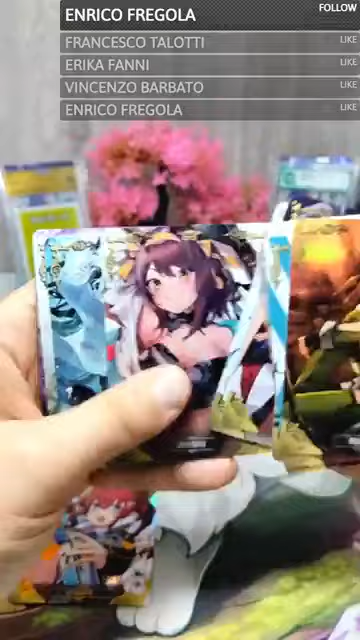 ENRICO FREGOLA
FOLLOW
FRANCESCO TALOTTI
LIKE
ERIKA FANNI
LIKE
VINCENZO BARBATO
LIKE
ENRICO FREGOLA
LIKE